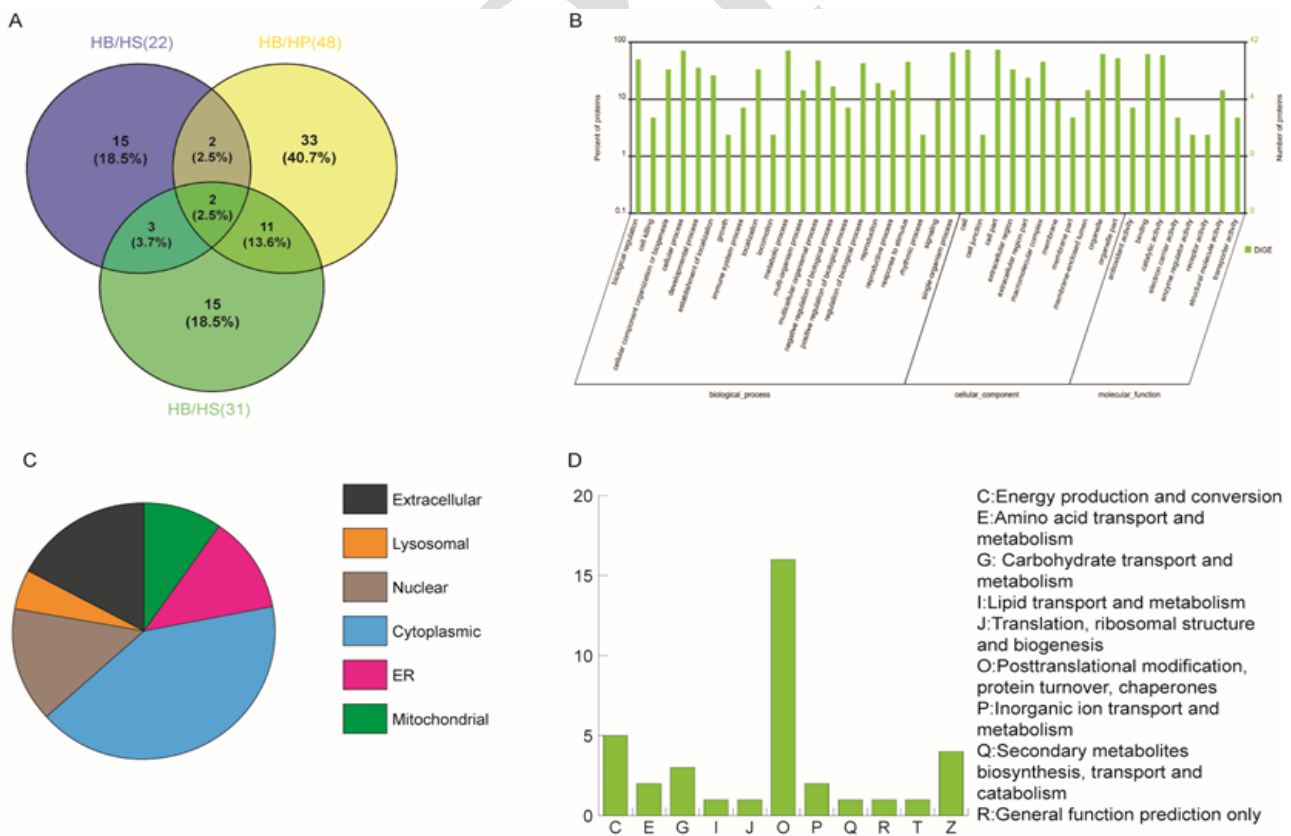 A
HB/HS(22)
HB/HP(48)
15
(18.5%)
2
(2.5%)
33
(40.7%)
2
(2.5%)
3
(3.7%)
11
(13.6%)
15
(18.5%)
HB/HS(31)
B
100
10
1
0.1
Percent of proteins
42
4
0
0
Number of proteins
DIGE
biological regulation
cell killing
cellular component organization or biogenesis
cellular process
developmental process
establishment of localization
growth
immune system process
localization
locomotion
metabolic process
multi-organism process
multicellular organismal process
negative regulation of biological process
positive regulation of biological process
regulation of biological process
reproduction
reproductive process
response to stimulus
rhythmic process
signaling
single-organism process
cell
cell junction
cell part
extracellular region
extracellular region part
macromolecular complex
membrane
membrane part
membrane-enclosed lumen
organelle
organelle part
antioxidant activity
binding
catalytic activity
electron carrier activity
enzyme regulator activity
receptor activity
structural molecule activity
transporter activity
biological_process
cellular_component
molecular_function
C
Extracellular
Lysosomal
Nuclear
Cytoplasmic
ER
Mitochondrial
D
20
15
10
5
0
C E G I J O P Q R T Z
C:Energy production and conversion
E:Amino acid transport and
metabolism
G: Carbohydrate transport and
metabolism
I:Lipid transport and metabolism
J:Translation, ribosomal structure
and biogenesis
O:Posttranslational modification,
protein turnover, chaperones
P:Inorganic ion transport and
metabolism
Q:Secondary metabolites
biosynthesis, transport and
catabolism
R:General function prediction only